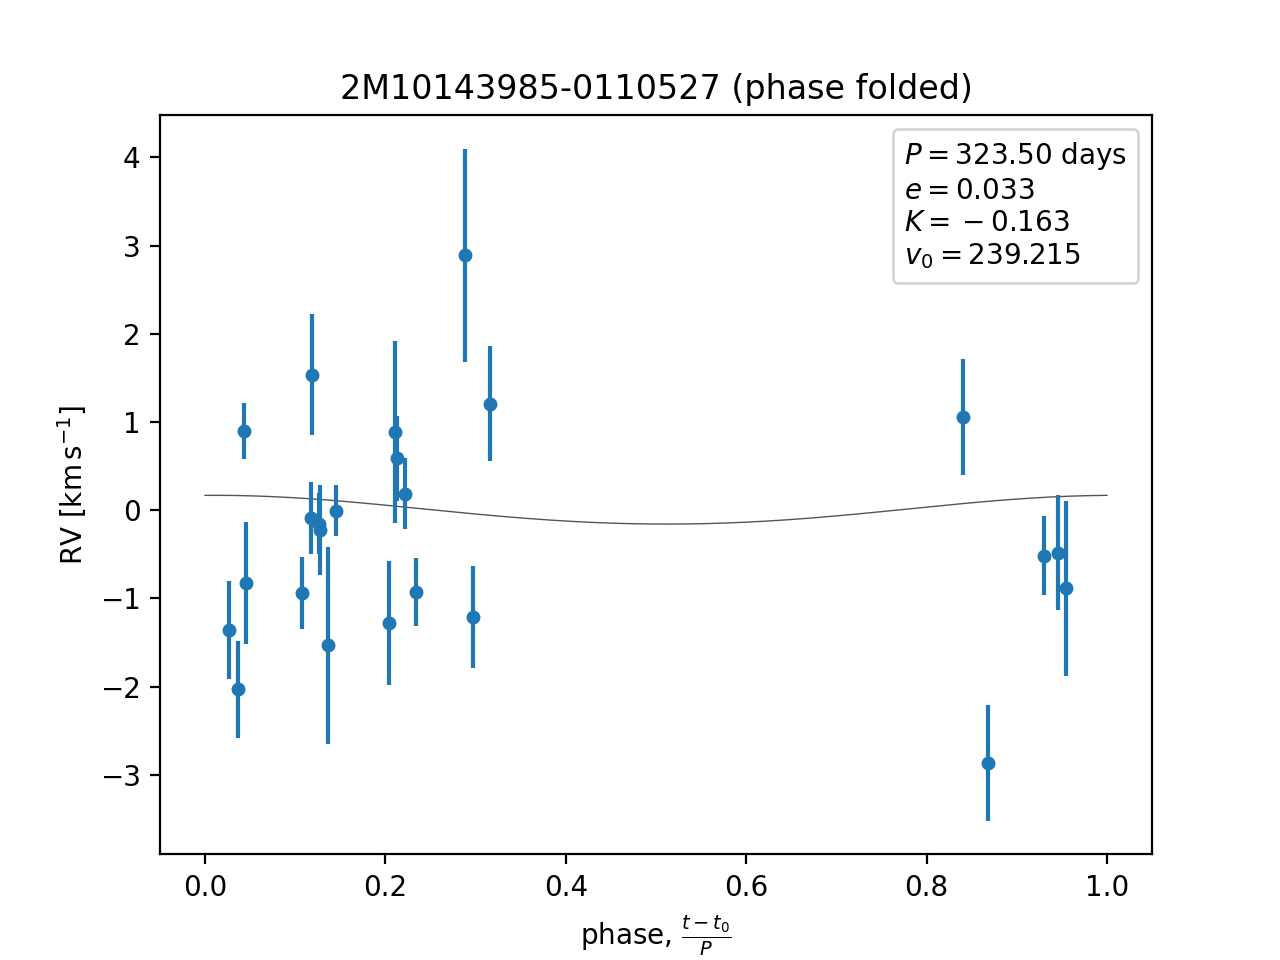 2M10143985-0110527 (phase folded)
P = 323.50 days
e = 0.033
K = −0.163
v₀ = 239.215
4
3
2
1
0
−1
−2
−3
RV [km s⁻¹]
0.0 0.2 0.4 0.6 0.8 1.0
phase, (t − t₀)/P